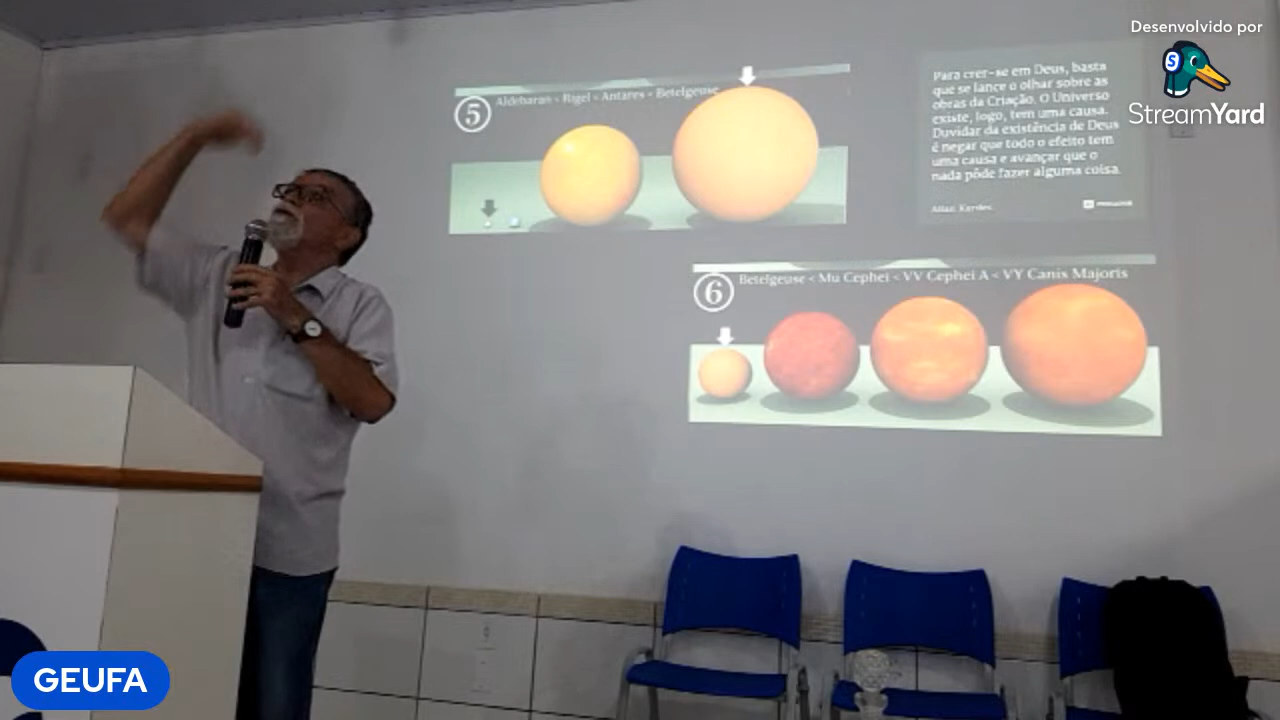 Desenvolvido por
StreamYard
5
Aldebaran < Rigel < Antares < Betelgeuse
Para crer-se em Deus, basta
que se lance o olhar sobre as
obras da Criação. O Universo
existe, logo, tem uma causa.
Duvidar da existência de Deus
é negar que todo o efeito tem
uma causa e avançar que o
nada pôde fazer alguma coisa.
Allan Kardec
6
Betelgeuse < Mu Cephei < VV Cephei A < VY Canis Majoris
GEUFA